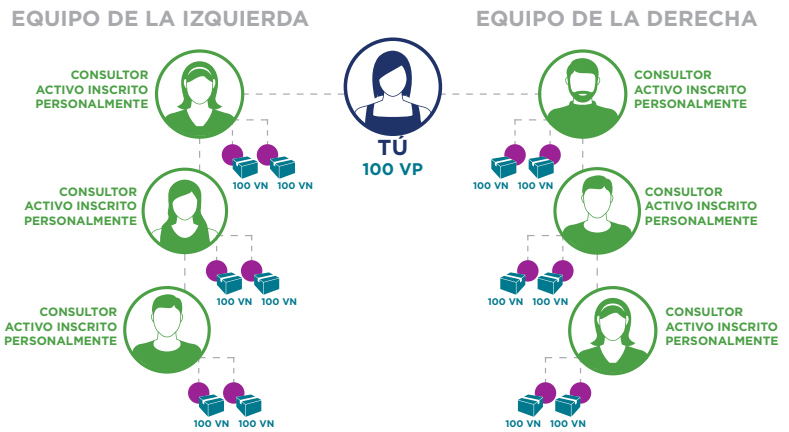 EQUIPO DE LA IZQUIERDA
EQUIPO DE LA DERECHA
CONSULTOR
ACTIVO INSCRITO
PERSONALMENTE
TÚ
100 VP
CONSULTOR
ACTIVO INSCRITO
PERSONALMENTE
100 VN 100 VN
100 VN 100 VN
CONSULTOR
ACTIVO INSCRITO
PERSONALMENTE
CONSULTOR
ACTIVO INSCRITO
PERSONALMENTE
100 VN 100 VN
100 VN 100 VN
CONSULTOR
ACTIVO INSCRITO
PERSONALMENTE
CONSULTOR
ACTIVO INSCRITO
PERSONALMENTE
100 VN 100 VN
100 VN 100 VN